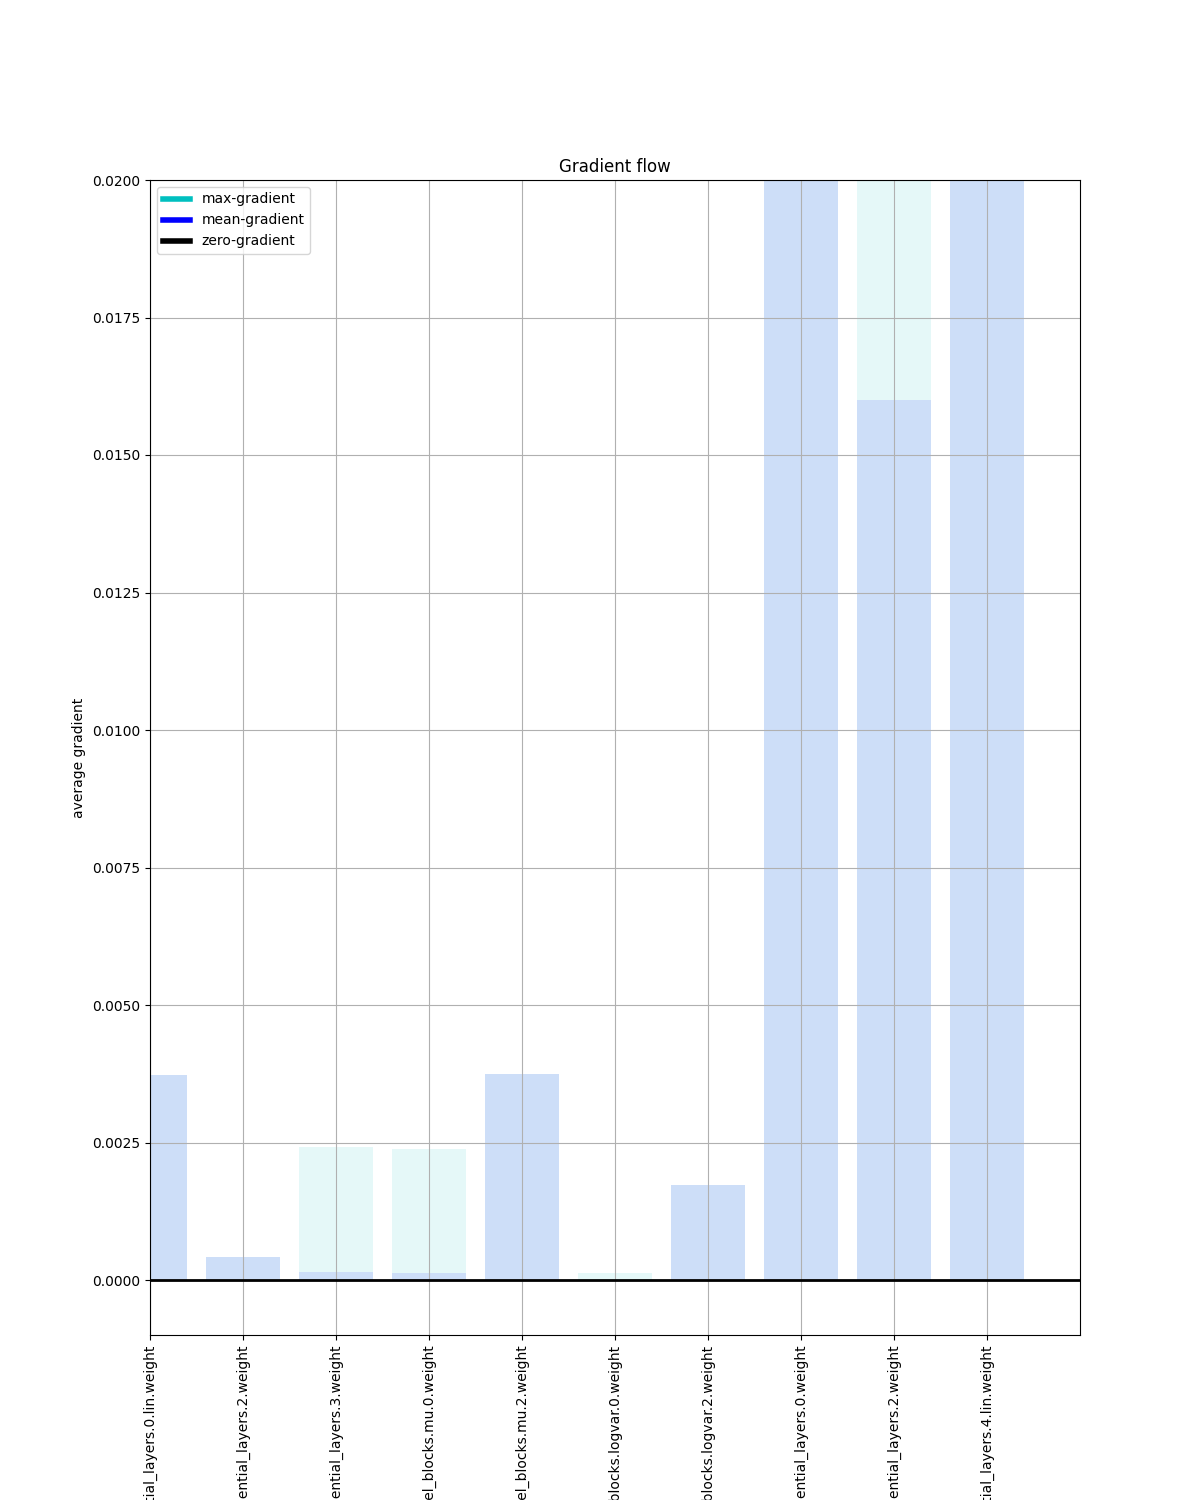 Gradient flow
max-gradient
mean-gradient
zero-gradient
0.0200
0.0175
0.0150
0.0125
0.0100
0.0075
0.0050
0.0025
0.0000
average gradient
tial_layers.0.lin.weight
ential_layers.2.weight
ential_layers.3.weight
el_blocks.mu.0.weight
el_blocks.mu.2.weight
blocks.logvar.0.weight
blocks.logvar.2.weight
ential_layers.0.weight
ential_layers.2.weight
tial_layers.4.lin.weight